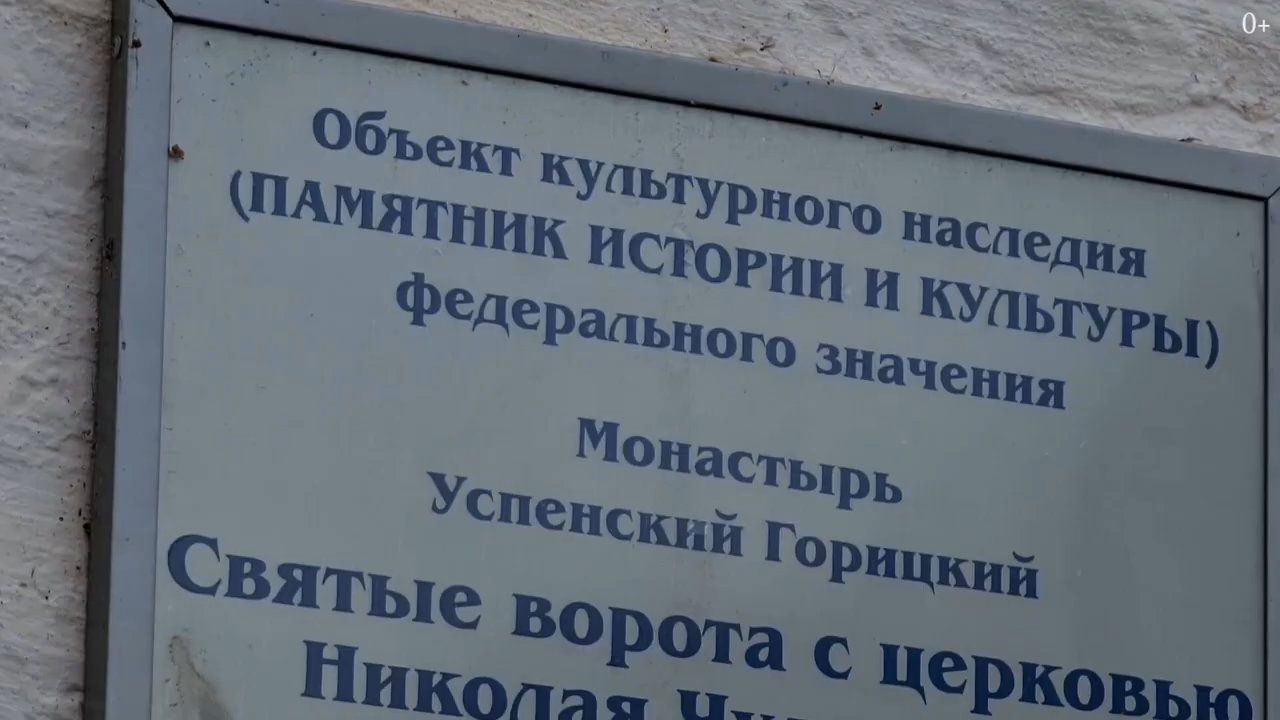 0+
Объект культурного наследия
(ПАМЯТНИК ИСТОРИИ И КУЛЬТУРЫ)
федерального значения
Монастырь
Успенский Горицкий
Святые ворота с церковью
Николая